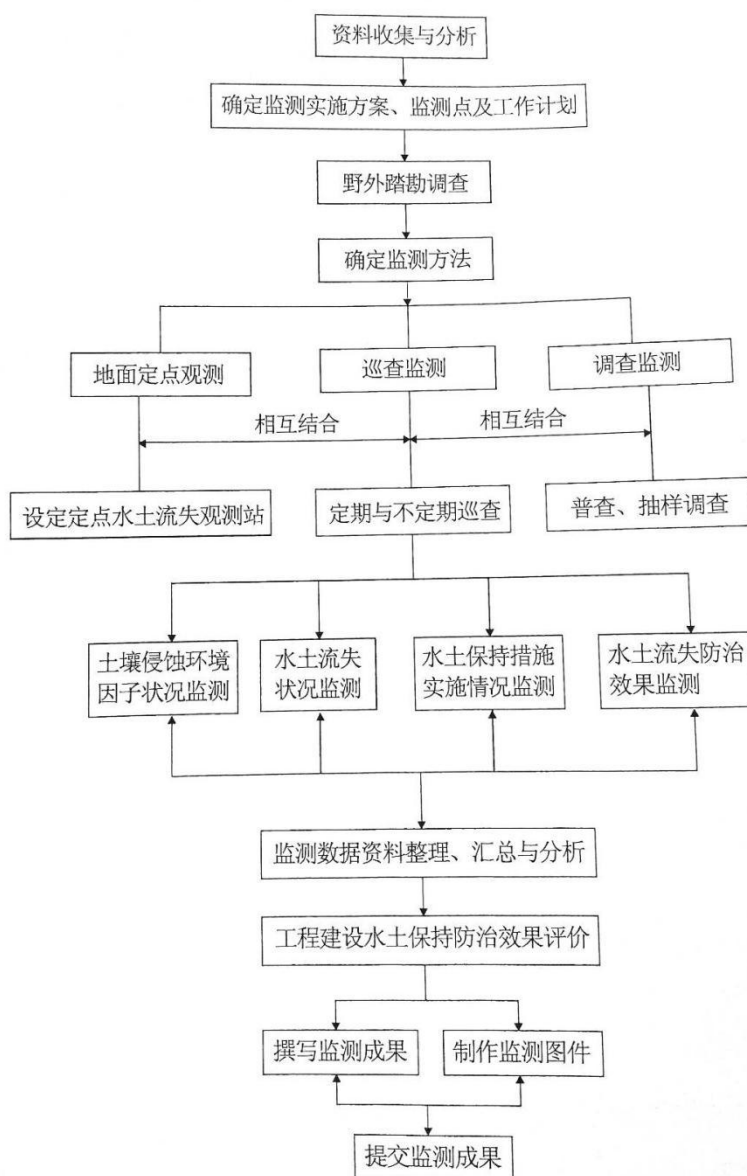 资料收集与分析
确定监测实施方案、监测点及工作计划
野外踏勘调查
确定监测方法
地面定点观测
巡查监测
调查监测
相互结合
相互结合
设定定点水土流失观测站
定期与不定期巡查
普查、抽样调查
土壤侵蚀环境
因子状况监测
水土流失
状况监测
水土保持措施
实施情况监测
水土流失防治
效果监测
监测数据资料整理、汇总与分析
工程建设水土保持防治效果评价
撰写监测成果
制作监测图件
提交监测成果